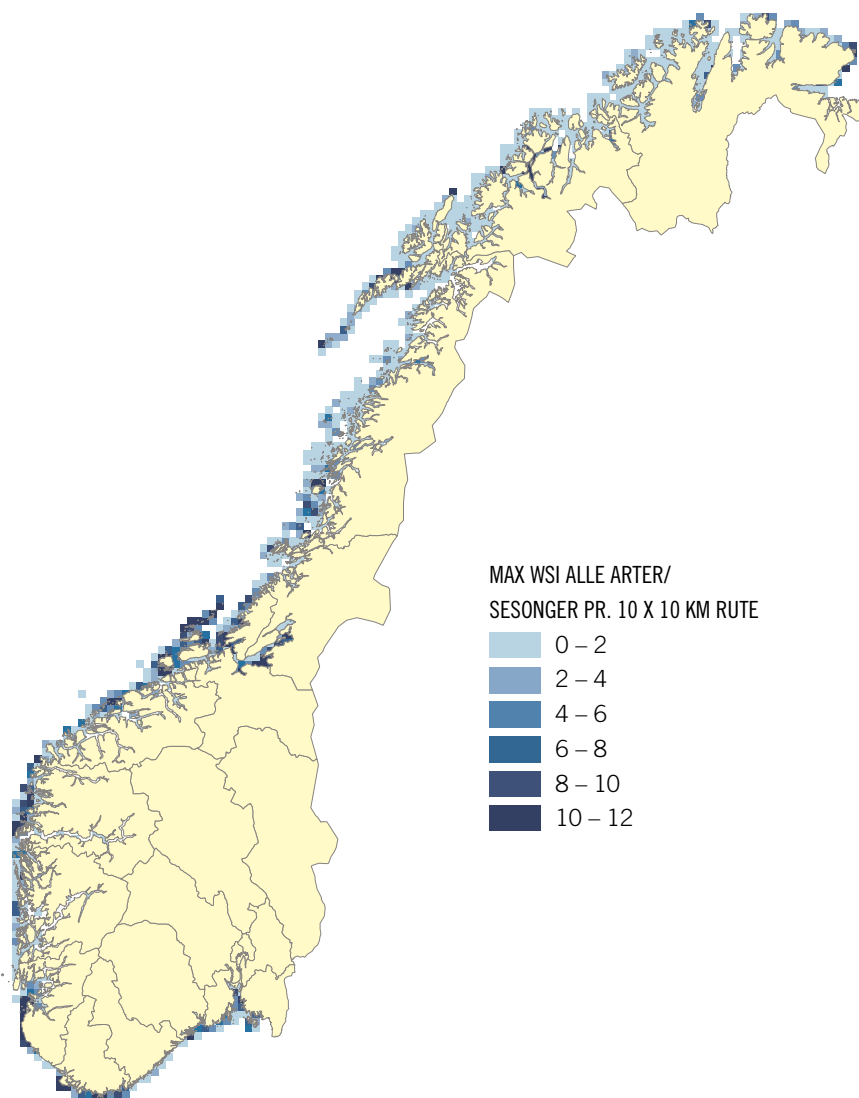 MAX WSI ALLE ARTER/
SESONGER PR. 10 X 10 KM RUTE
0 – 2
2 – 4
4 – 6
6 – 8
8 – 10
10 – 12